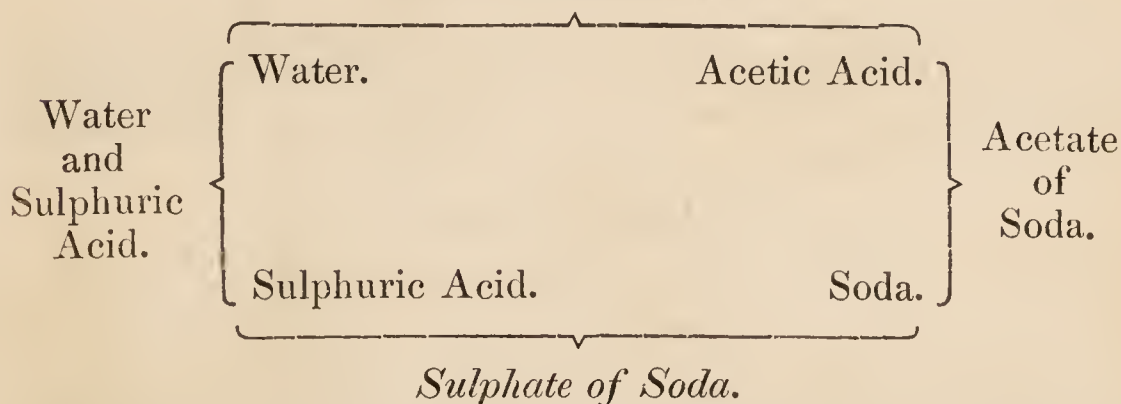 Water.
Acetic Acid.
Water
and
Sulphuric
Acid.
Acetate
of
Soda.
Sulphuric Acid.
Soda.
Sulphate of Soda.